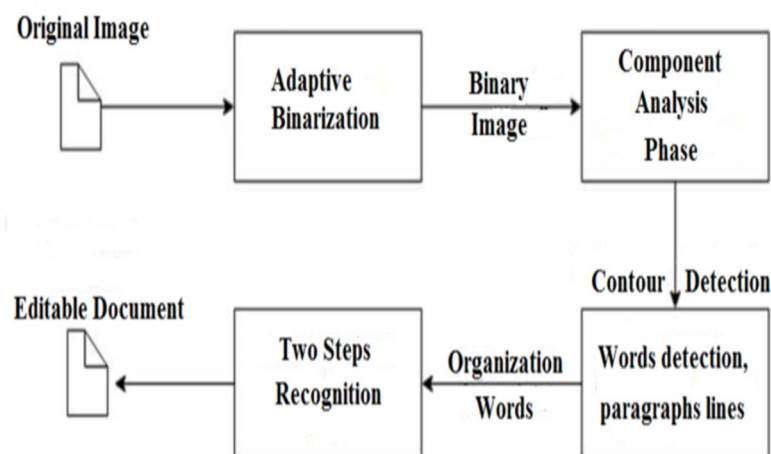 Original Image
Adaptive
Binarization
Binary
Image
Component
Analysis
Phase
Contour Detection
Words detection,
paragraphs lines
Organization
Words
Two Steps
Recognition
Editable Document